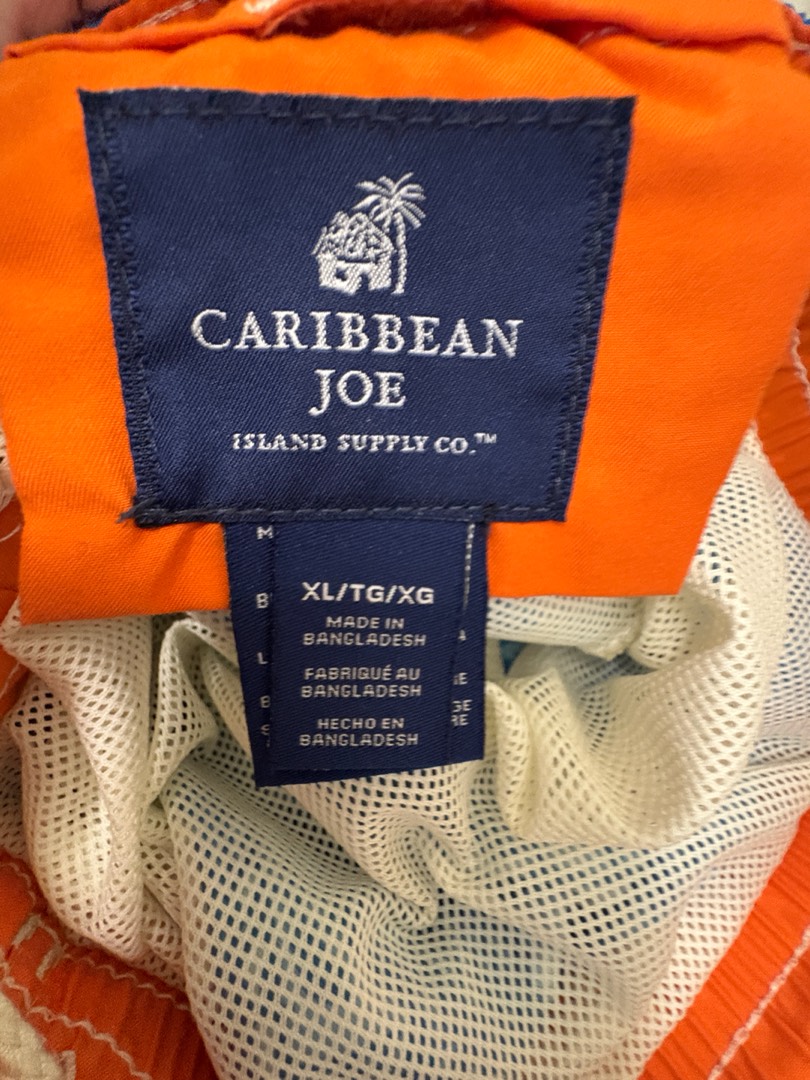 CARIBBEAN
JOE
ISLAND SUPPLY CO.™
XL/TG/XG
MADE IN
BANGLADESH
FABRIQUÉ AU
BANGLADESH
HECHO EN
BANGLADESH